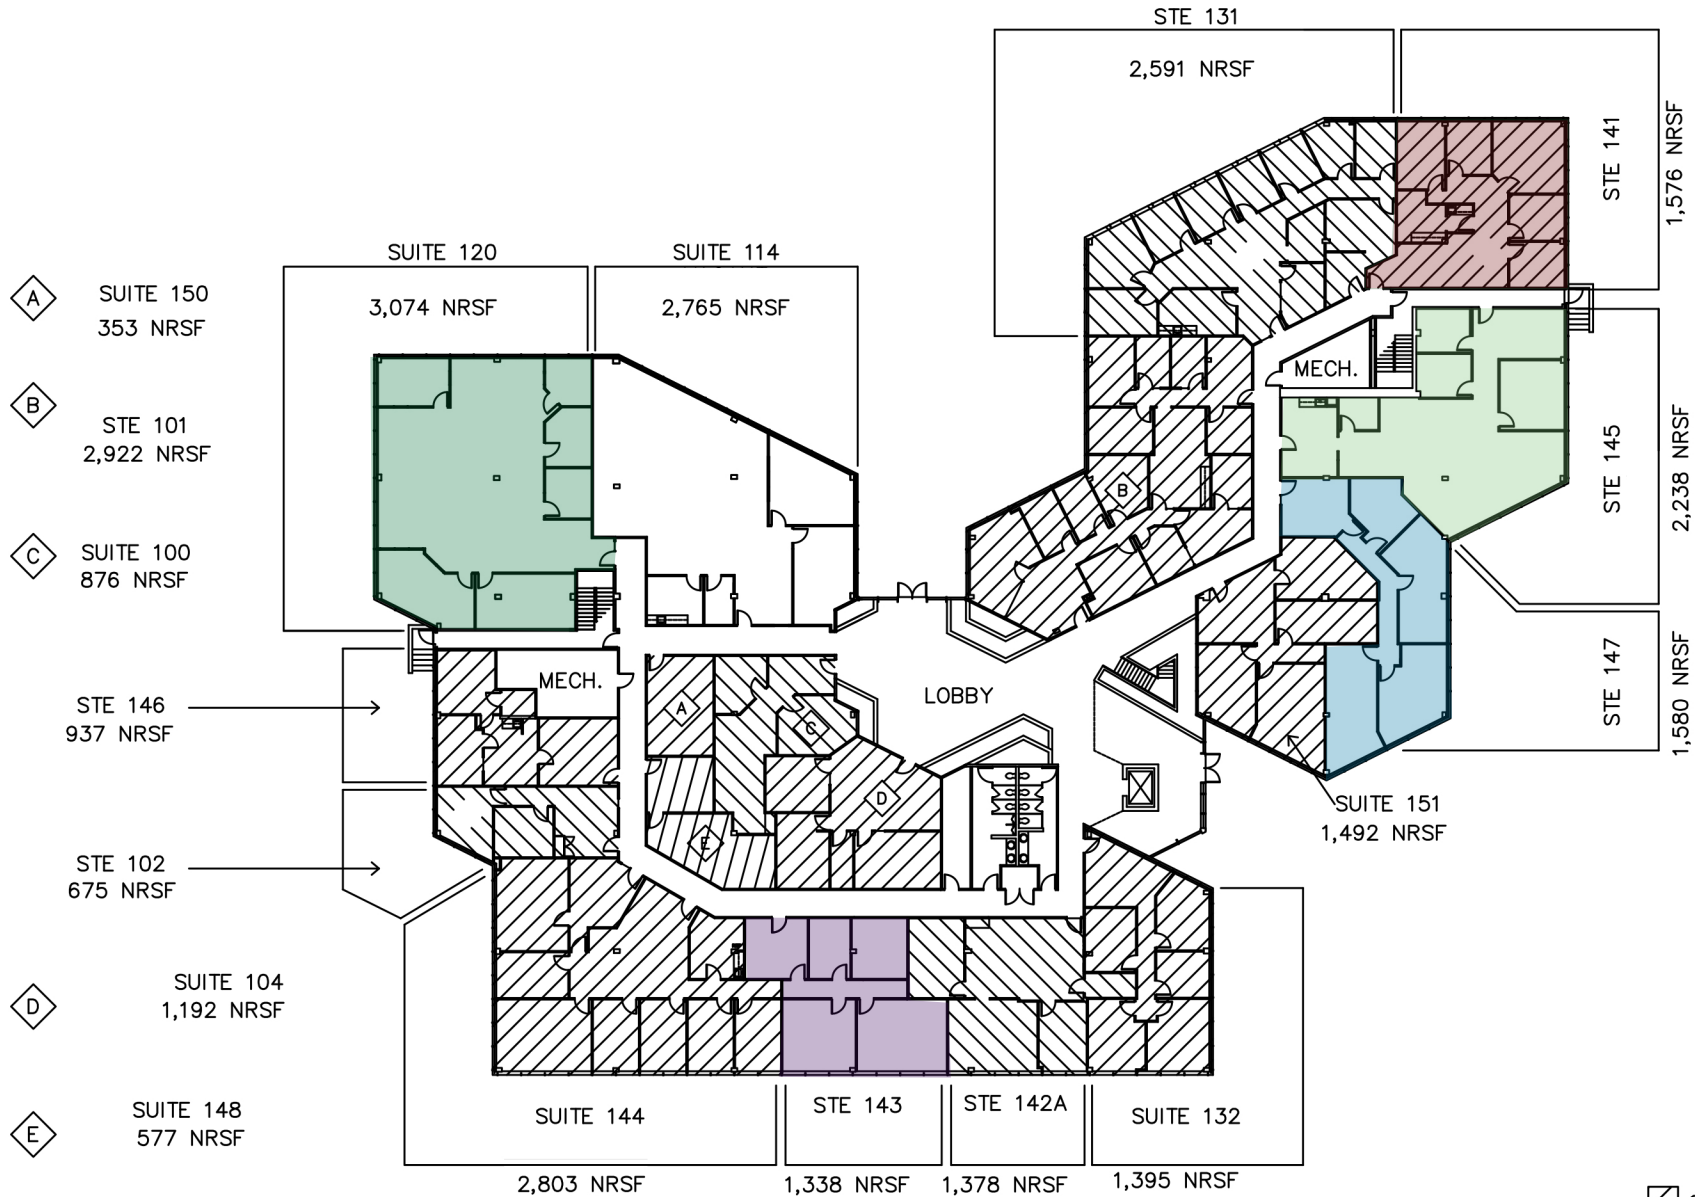 STE 131
2,591 NRSF
STE 141
1,576 NRSF
SUITE 120
3,074 NRSF
SUITE 114
2,765 NRSF
A
SUITE 150
353 NRSF
B
STE 101
2,922 NRSF
C
SUITE 100
876 NRSF
MECH.
STE 145
2,238 NRSF
B
STE 146
937 NRSF
MECH.
A
C
LOBBY
STE 147
1,580 NRSF
D
E
SUITE 151
1,492 NRSF
STE 102
675 NRSF
D
SUITE 104
1,192 NRSF
E
SUITE 148
577 NRSF
SUITE 144
2,803 NRSF
STE 143
1,338 NRSF
STE 142A
1,378 NRSF
SUITE 132
1,395 NRSF